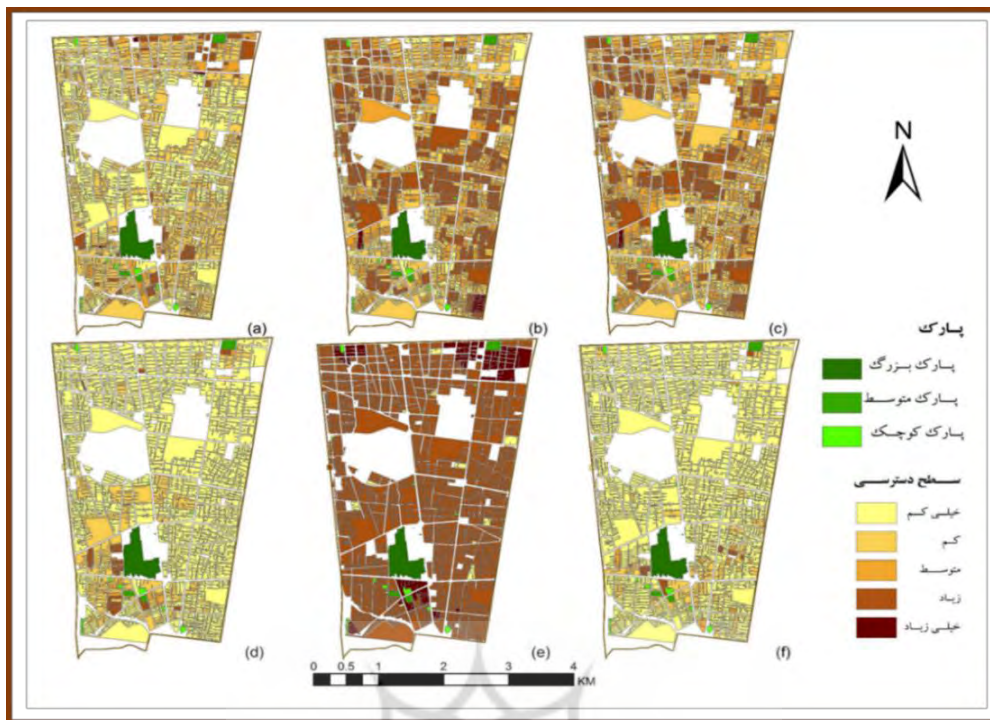 (a)
(b)
(c)
(d)
(e)
(f)
N
پارک
پارک بزرگ
پارک متوسط
پارک کوچک
سطح دسترسی
خیلی کم
کم
متوسط
زیاد
خیلی زیاد
0 0.5 1 2 3 4
KM